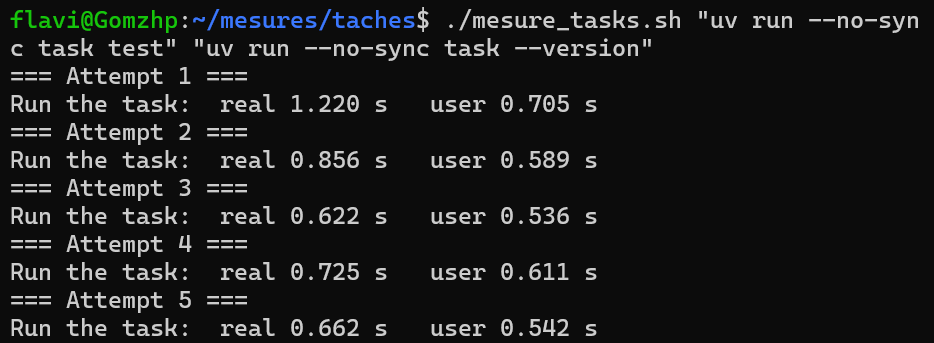 flavi@Gomzhp:~/mesures/taches$ ./mesure_tasks.sh "uv run --no-syn
c task test" "uv run --no-sync task --version"
=== Attempt 1 ===
Run the task:  real 1.220 s   user 0.705 s
=== Attempt 2 ===
Run the task:  real 0.856 s   user 0.589 s
=== Attempt 3 ===
Run the task:  real 0.622 s   user 0.536 s
=== Attempt 4 ===
Run the task:  real 0.725 s   user 0.611 s
=== Attempt 5 ===
Run the task:  real 0.662 s   user 0.542 s